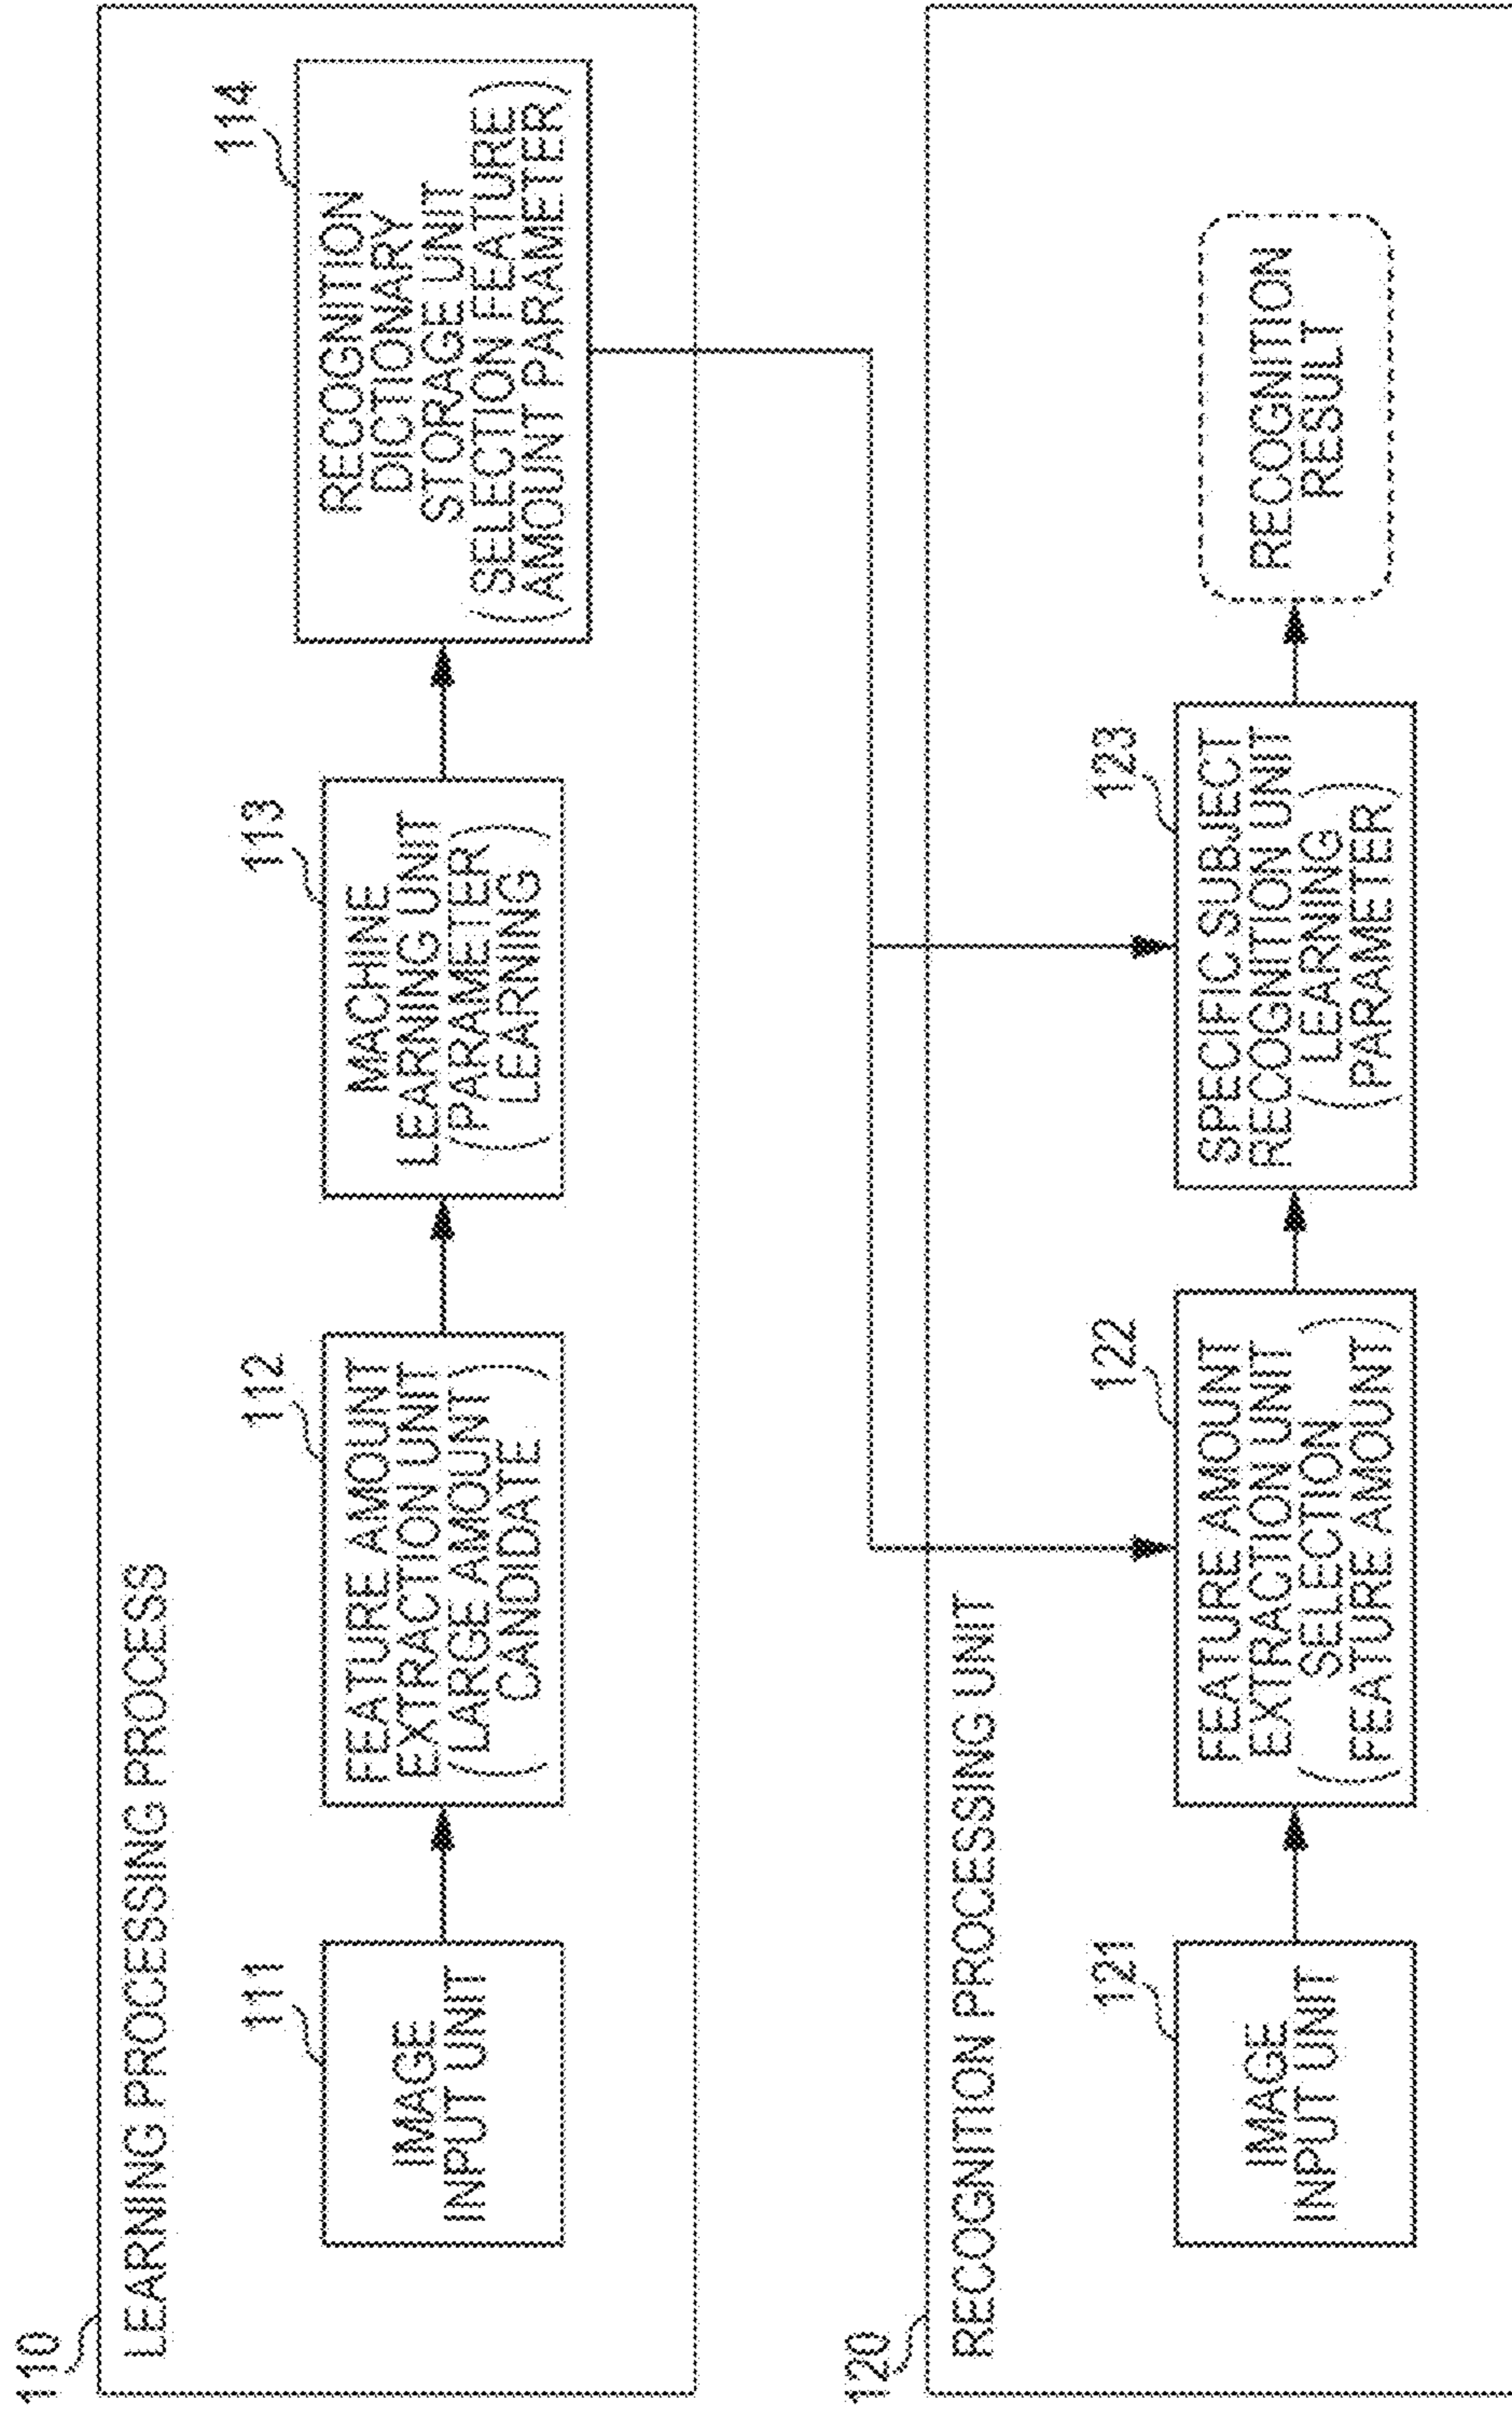 110
LEARNING PROCESSING PROCESS
111
IMAGE
INPUT UNIT
112
FEATURE AMOUNT
EXTRACTION UNIT
(LARGE AMOUNT
CANDIDATE)
113
MACHINE
LEARNING UNIT
(PARAMETER
LEARNING)
114
RECOGNITION
DICTIONARY
STORAGE UNIT
(SELECTION FEATURE
AMOUNT PARAMETER)
120
RECOGNITION PROCESSING UNIT
121
IMAGE
INPUT UNIT
122
FEATURE AMOUNT
EXTRACTION UNIT
(SELECTION
FEATURE AMOUNT)
123
SPECIFIC SUBJECT
RECOGNITION UNIT
(LEARNING
PARAMETER)
RECOGNITION
RESULT